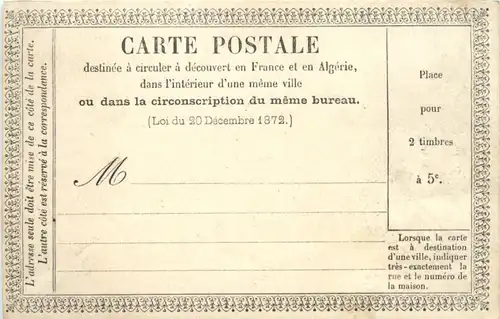 CARTE POSTALE
destinée à circuler à découvert en France et en Algérie,
dans l'intérieur d'une même ville
ou dans la circonscription du même bureau.
(Loi du 20 Décembre 1872.)
M
Place
pour
2 timbres
à 5c.
Lorsque la carte
est à destination
d'une ville, indiquer
très-exactement la
rue et le numéro de
la maison.
L'adresse seule doit être mise de ce côté de la carte.
L'autre côté est réservé à la correspondance.